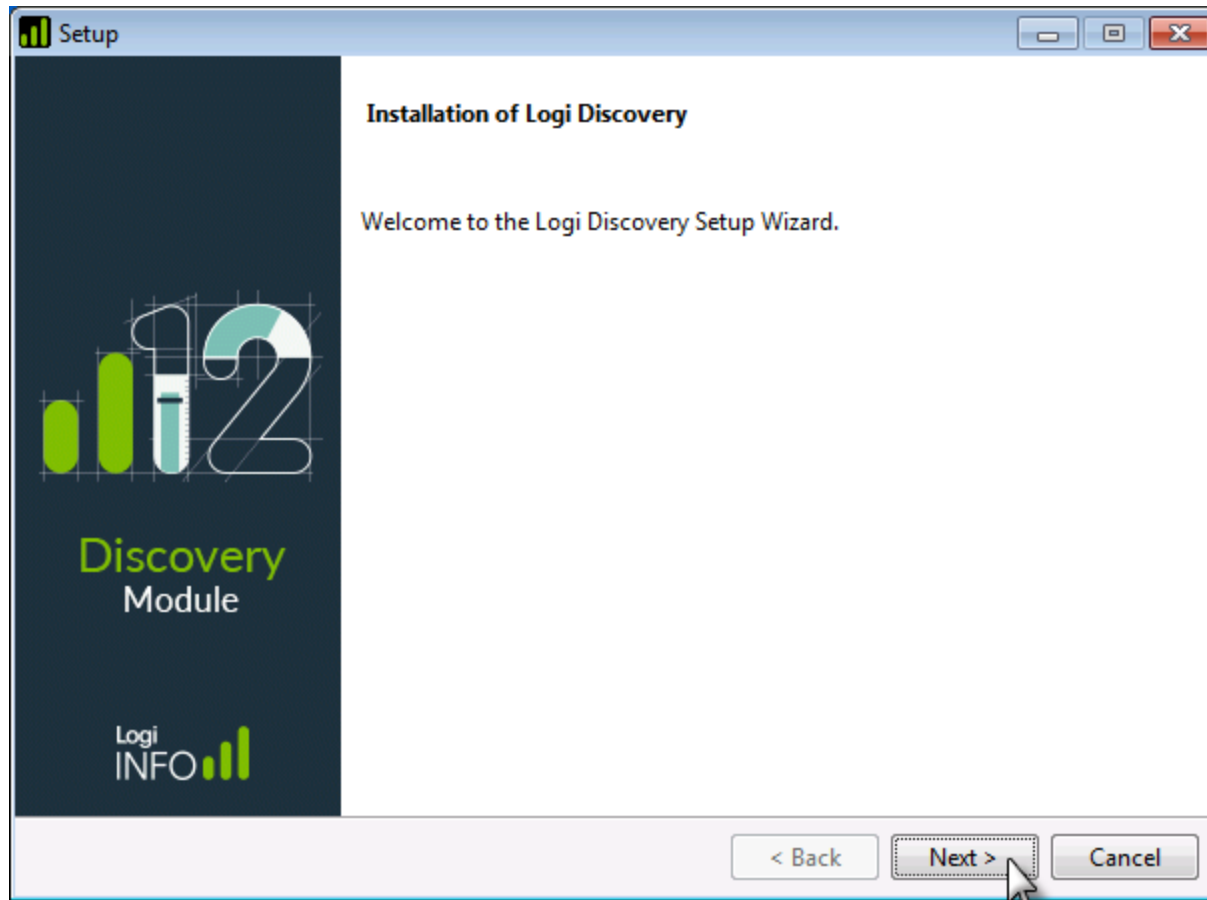 Setup
Installation of Logi Discovery
Welcome to the Logi Discovery Setup Wizard.
12
Discovery
Module
Logi
INFO
< Back
Next >
Cancel